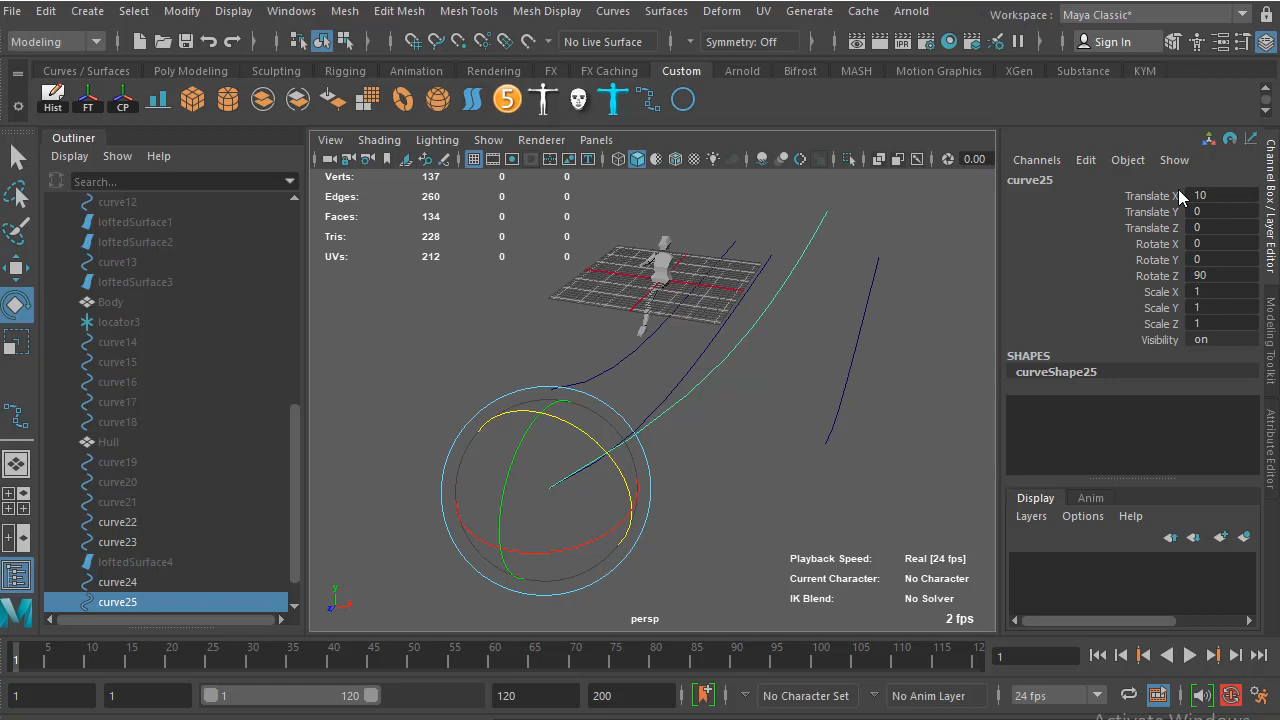 File Edit Create Select Modify Display Windows Mesh Edit Mesh Mesh Tools Mesh Display Curves Surfaces Deform UV Generate Cache Arnold
Workspace: Maya Classic*
Modeling No Live Surface Symmetry: Off Sign In
Curves / Surfaces Poly Modeling Sculpting Rigging Animation Rendering FX FX Caching Custom Arnold Bifrost MASH Motion Graphics XGen Substance KYM
Hist FT CP 5
Outliner
Display Show Help
Search...
curve12
loftedSurface1
loftedSurface2
curve13
loftedSurface3
Body
locator3
curve14
curve15
curve16
curve17
curve18
Hull
curve19
curve20
curve21
curve22
curve23
loftedSurface4
curve24
curve25
View Shading Lighting Show Renderer Panels
0.00
Verts: 137 0 0
Edges: 260 0 0
Faces: 134 0 0
Tris: 228 0 0
UVs: 212 0 0
Playback Speed: Real [24 fps]
Current Character: No Character
IK Blend: No Solver
y
z x
persp
2 fps
Channels Edit Object Show
curve25
Translate X 10
Translate Y 0
Translate Z 0
Rotate X 0
Rotate Y 0
Rotate Z 90
Scale X 1
Scale Y 1
Scale Z 1
Visibility on
SHAPES
curveShape25
Display Anim
Layers Options Help
Channel Box / Layer Editor
Modeling Toolkit
Attribute Editor
1 5 10 15 20 25 30 35 40 45 50 55 60 65 70 75 80 85 90 95 100 105 110 115 12
1
1 1 1 120 120 200 No Character Set No Anim Layer 24 fps